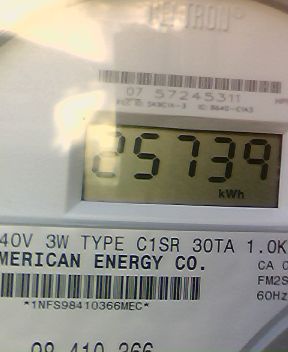 07 57245311
25739
kWh
40V 3W TYPE C1SR 30TA 1.0K
MERICAN ENERGY CO.
CA 0
FM2S
60Hz
*1NFS98410366MEC*
98 410 366